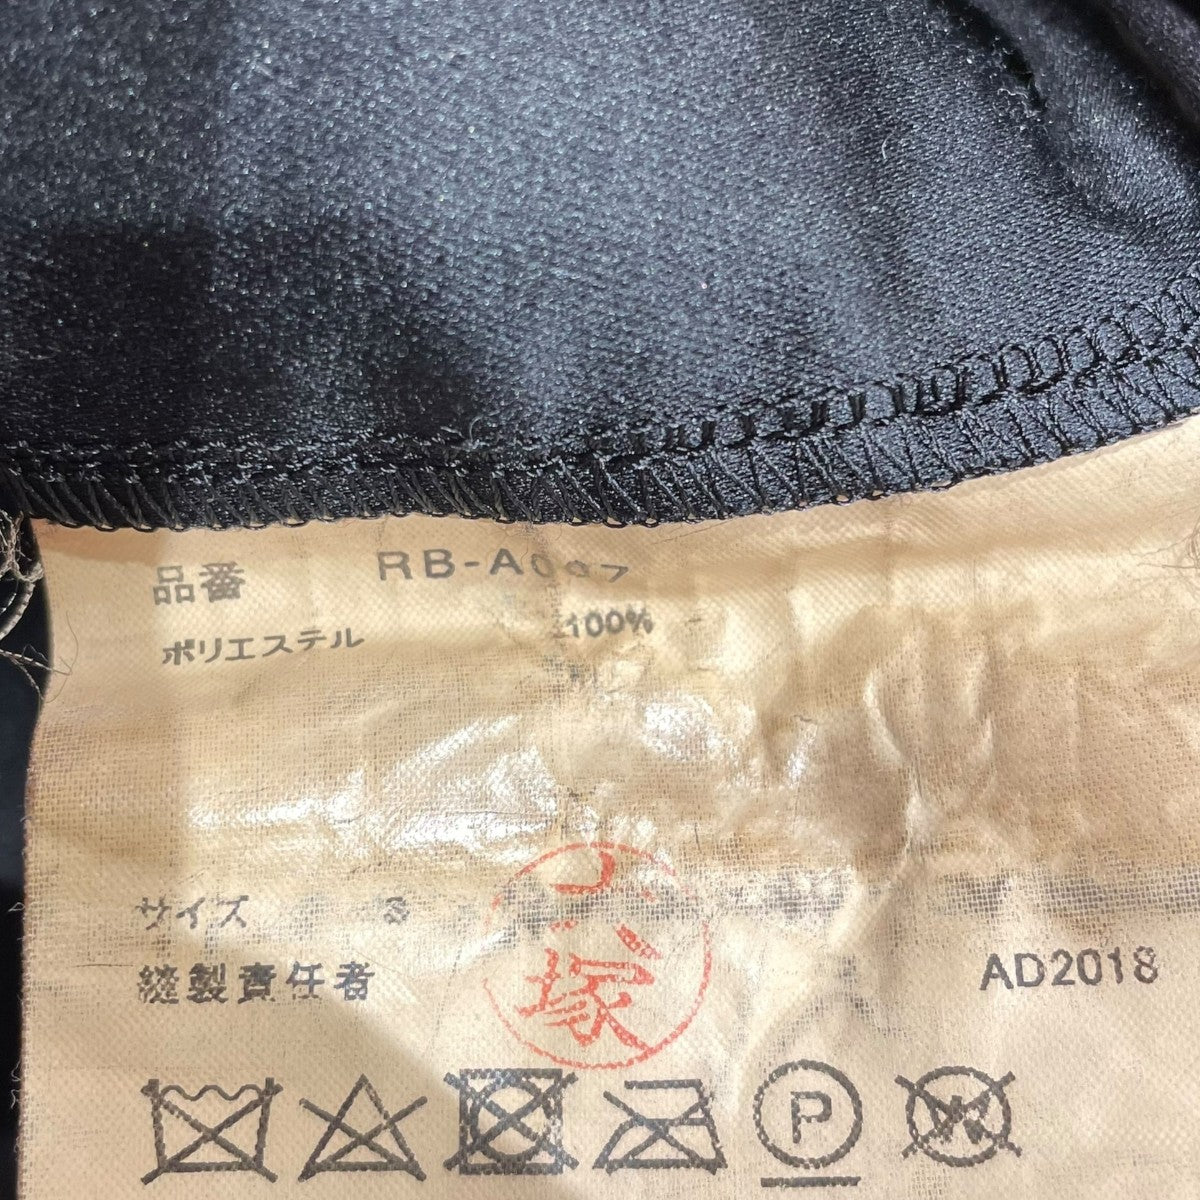 品番 RB-A
ポリエステル 100%
サイズ 3
縫製責任者
塚
AD2018
P
W